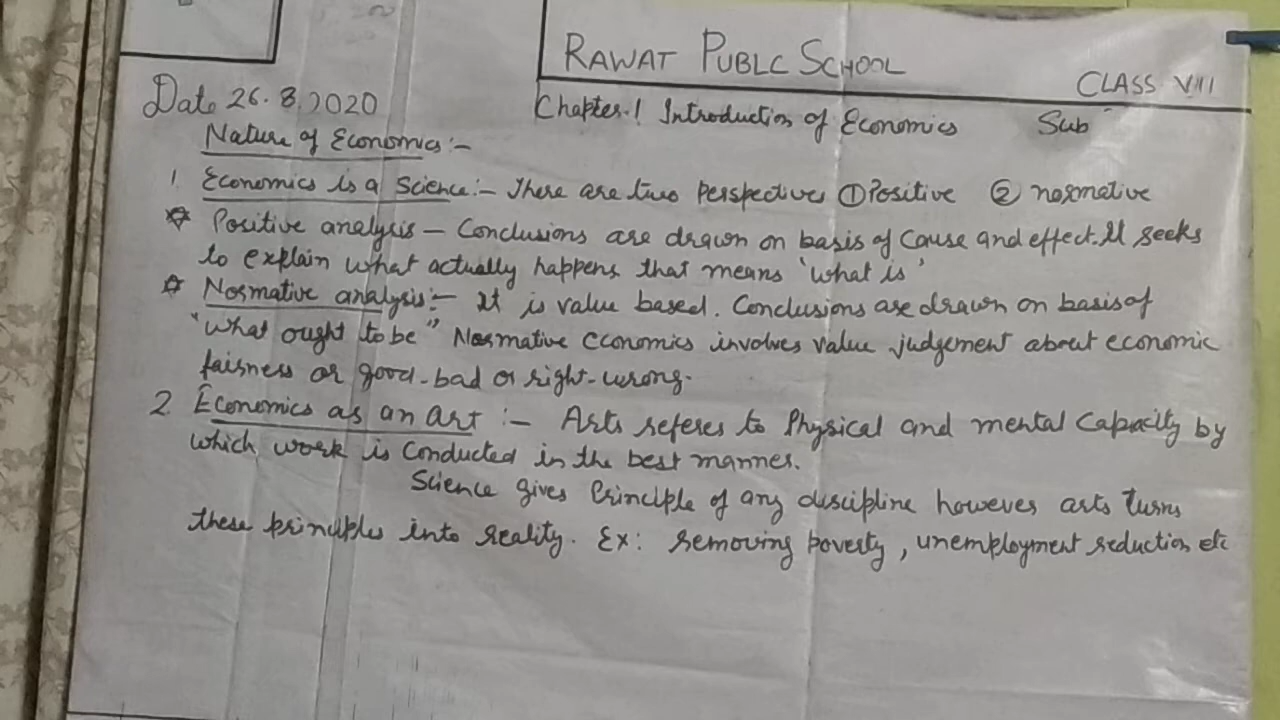 RAWAT PUBLC SCHOOL
CLASS VIII
Date 26.8.2020
Chapter.1 Introduction of Economics Sub
Nature of Economics:-
1. Economics is a Science:- There are two Perspective ① Positive ② normative
☆ Positive analysis - Conclusions are drawn on basis of Cause and effect. It seeks
to explain what actually happens that means 'what is'
☆ Normative analysis:- It is value based. Conclusions are drawn on basis of
"What ought to be" Normative Economics involves value judgement about economic
fairness or good-bad or right-wrong.
2. Economics as an art :- Arts referes to Physical and mental Capacity by
which work is Conducted in the best manner.
Science gives Principle of any discipline however arts turns
these principles into reality. Ex: removing poverty, unemployment reduction etc